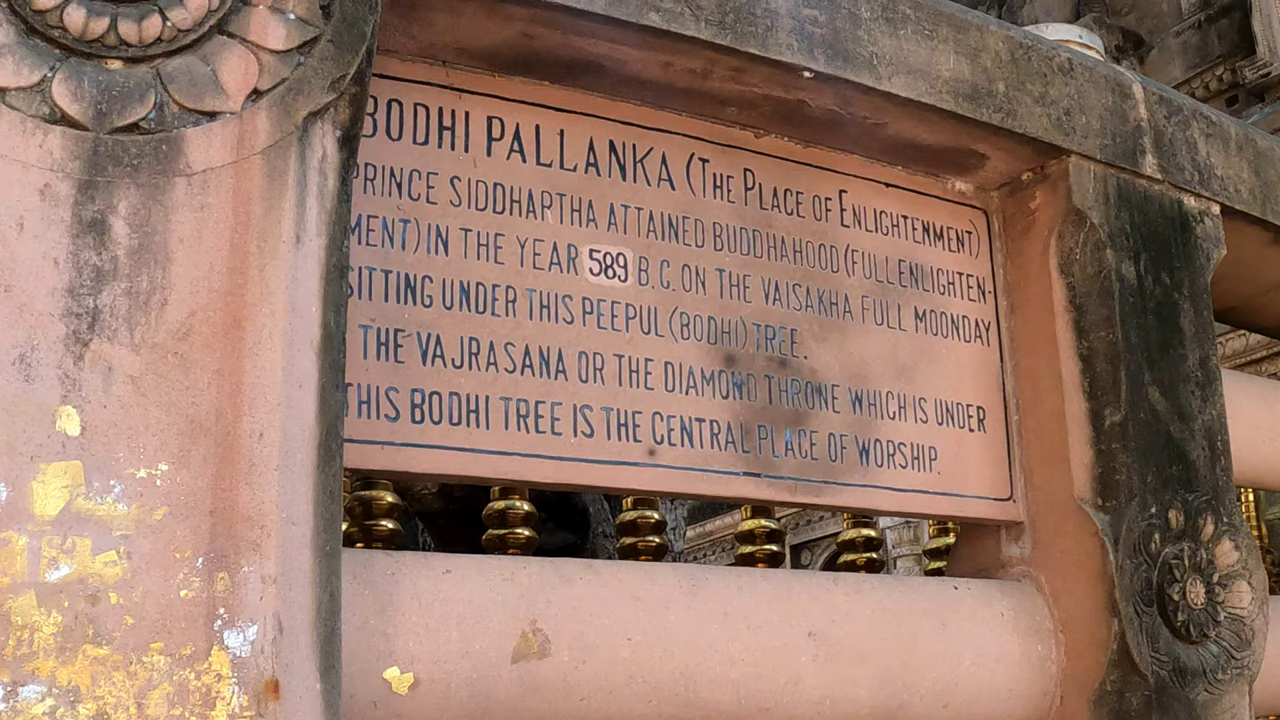 BODHI PALLANKA (THE PLACE OF ENLIGHTENMENT)
PRINCE SIDDHARTHA ATTAINED BUDDHAHOOD (FULL ENLIGHTEN-
MENT) IN THE YEAR 589 B.C. ON THE VAISAKHA FULL MOONDAY
SITTING UNDER THIS PEEPUL (BODHI) TREE.
THE VAJRASANA OR THE DIAMOND THRONE WHICH IS UNDER
THIS BODHI TREE IS THE CENTRAL PLACE OF WORSHIP.